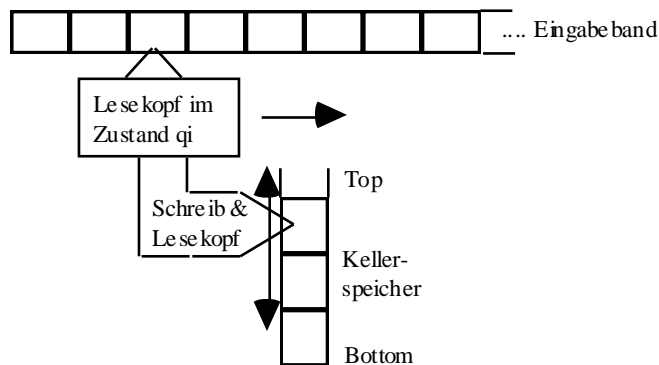 .... Eingabeband
Lesekopf im
Zustand qi
Top
Schreib &
Lesekopf
Keller-
speicher
Bottom